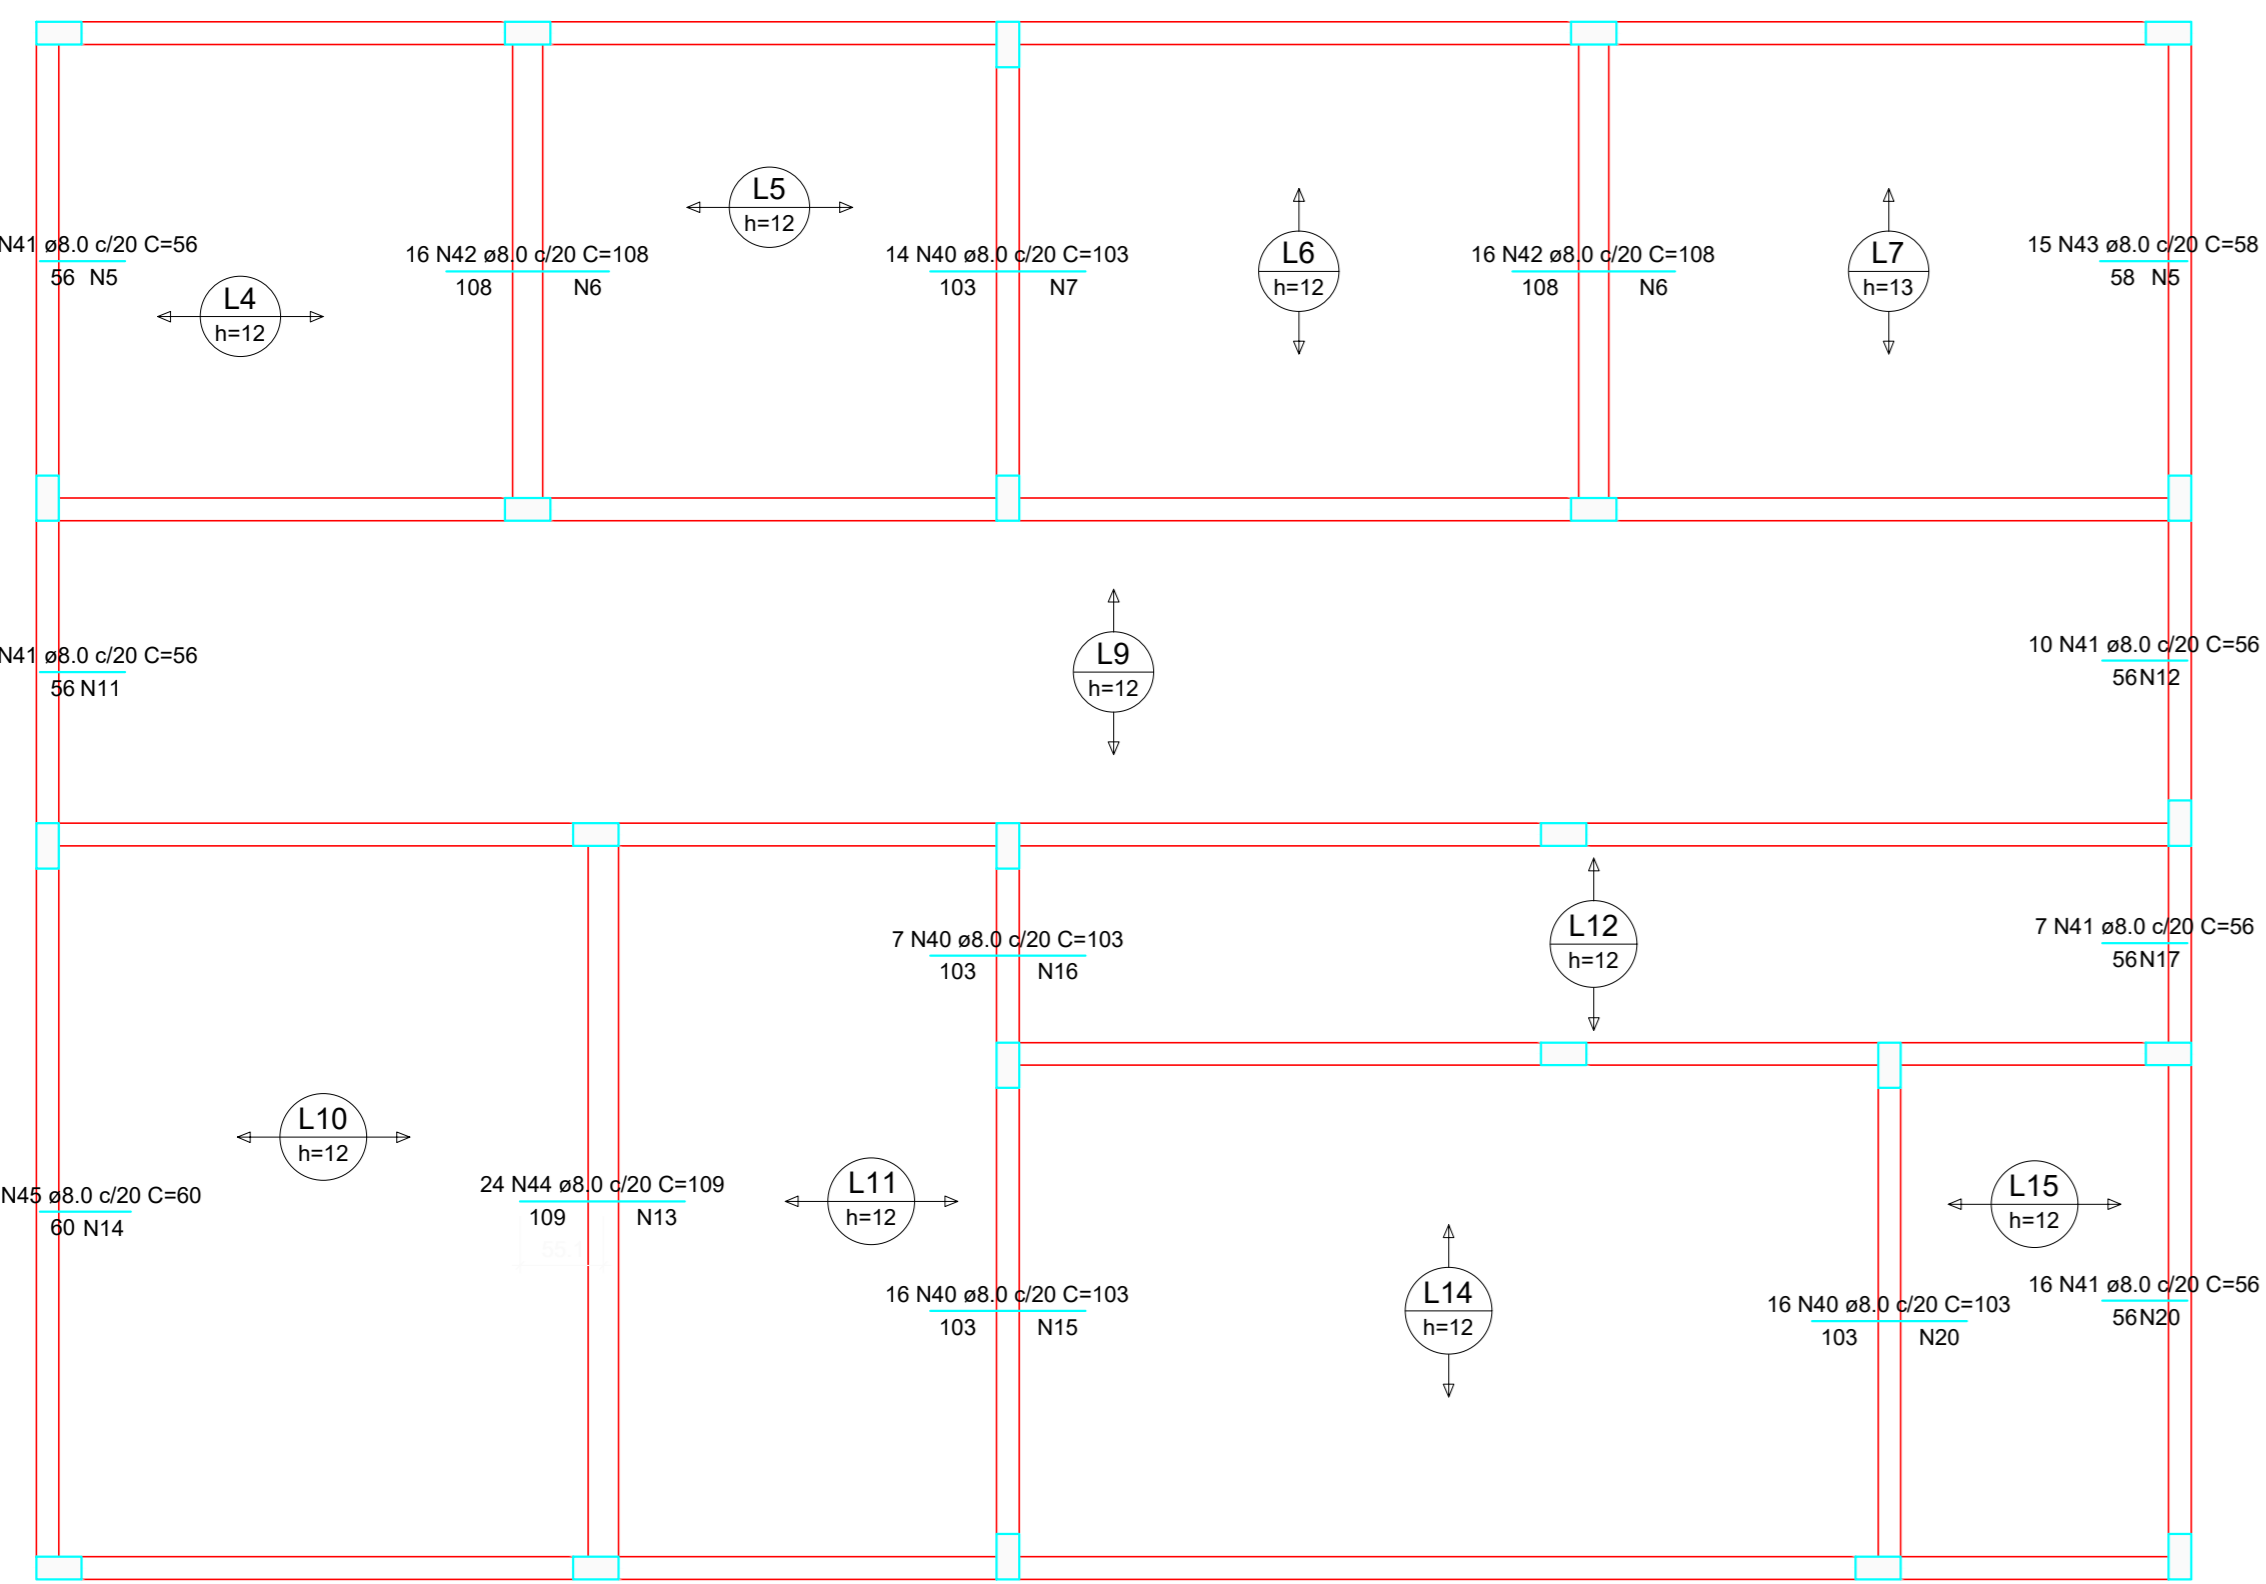 L5
h=12
N41 ø8.0 c/20 C=56
56 N5
16 N42 ø8.0 c/20 C=108
108 N6
14 N40 ø8.0 c/20 C=103
103 N7
L6
h=12
16 N42 ø8.0 c/20 C=108
108 N6
L7
h=13
15 N43 ø8.0 c/20 C=58
58 N5
L4
h=12
N41 ø8.0 c/20 C=56
56 N11
L9
h=12
10 N41 ø8.0 c/20 C=56
56 N12
7 N40 ø8.0 c/20 C=103
103 N16
L12
h=12
7 N41 ø8.0 c/20 C=56
56 N17
L10
h=12
N45 ø8.0 c/20 C=60
60 N14
24 N44 ø8.0 c/20 C=109
109 N13
L11
h=12
L15
h=12
16 N40 ø8.0 c/20 C=103
103 N15
L14
h=12
16 N40 ø8.0 c/20 C=103
103 N20
16 N41 ø8.0 c/20 C=56
56 N20